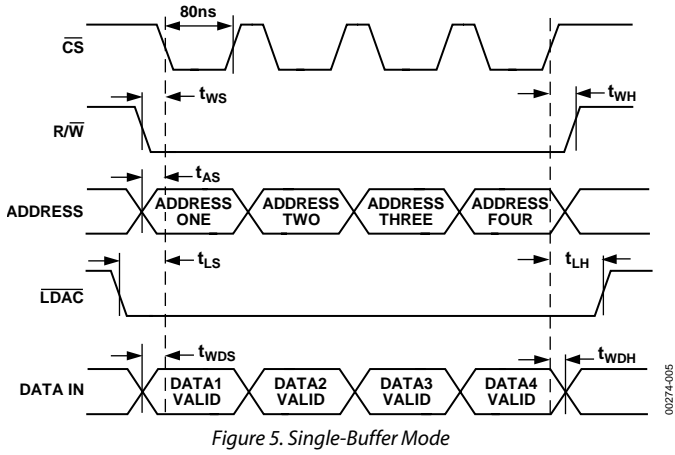 80ns
CS
tWS
tWH
R/W
tAS
ADDRESS
ADDRESS ONE
ADDRESS TWO
ADDRESS THREE
ADDRESS FOUR
tLS
tLH
LDAC
tWDS
tWDH
DATA IN
DATA1 VALID
DATA2 VALID
DATA3 VALID
DATA4 VALID
00274-005
Figure 5. Single-Buffer Mode